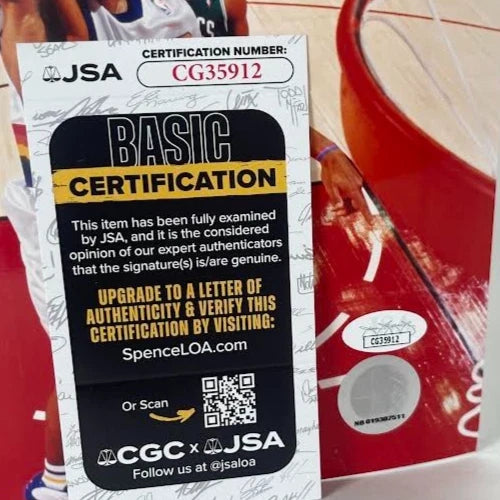 JSA
CERTIFICATION NUMBER:
CG35912
BASIC
CERTIFICATION
This item has been fully examined
by JSA, and it is the considered
opinion of our expert authenticators
that the signature(s) is/are genuine.
UPGRADE TO A LETTER OF
AUTHENTICITY & VERIFY THIS
CERTIFICATION BY VISITING:
SpenceLOA.com
Or Scan
CGC x JSA
Follow us at @jsaloa
CG35912
NB 019387511